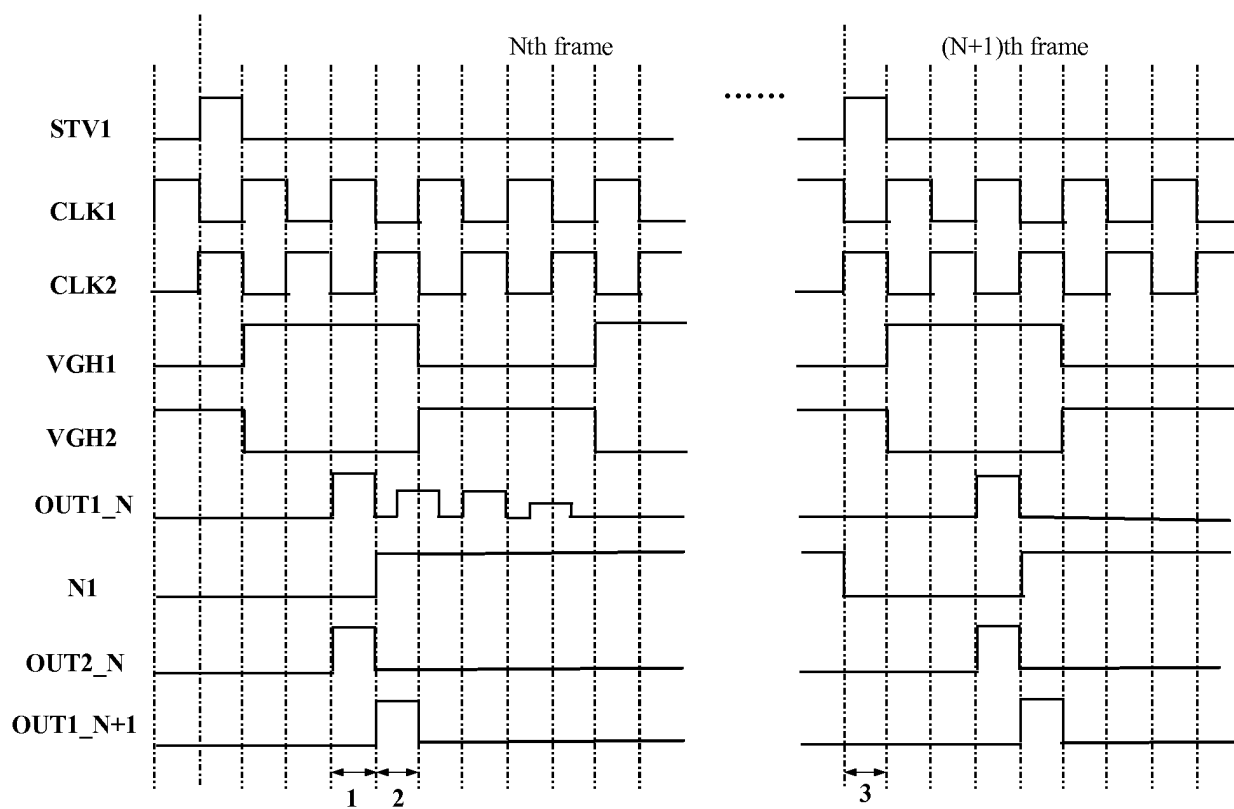 Nth frame
(N+1)th frame
......
STV1
CLK1
CLK2
VGH1
VGH2
OUT1_N
N1
OUT2_N
OUT1_N+1
1
2
3